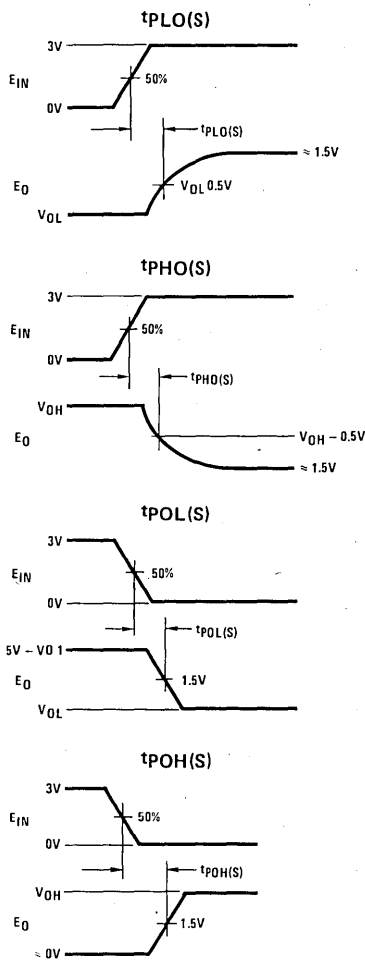 tPLO(S)
3V
EIN
50%
0V
tPLO(S)
≈ 1.5V
EO
VOL 0.5V
VOL
tPHO(S)
3V
EIN
50%
0V
tPHO(S)
VOH
EO
VOH – 0.5V
≈ 1.5V
tPOL(S)
3V
EIN
50%
0V
tPOL(S)
5V – VO 1
EO
1.5V
VOL
tPOH(S)
3V
EIN
50%
0V
tPOH(S)
VOH
EO
1.5V
≈ 0V